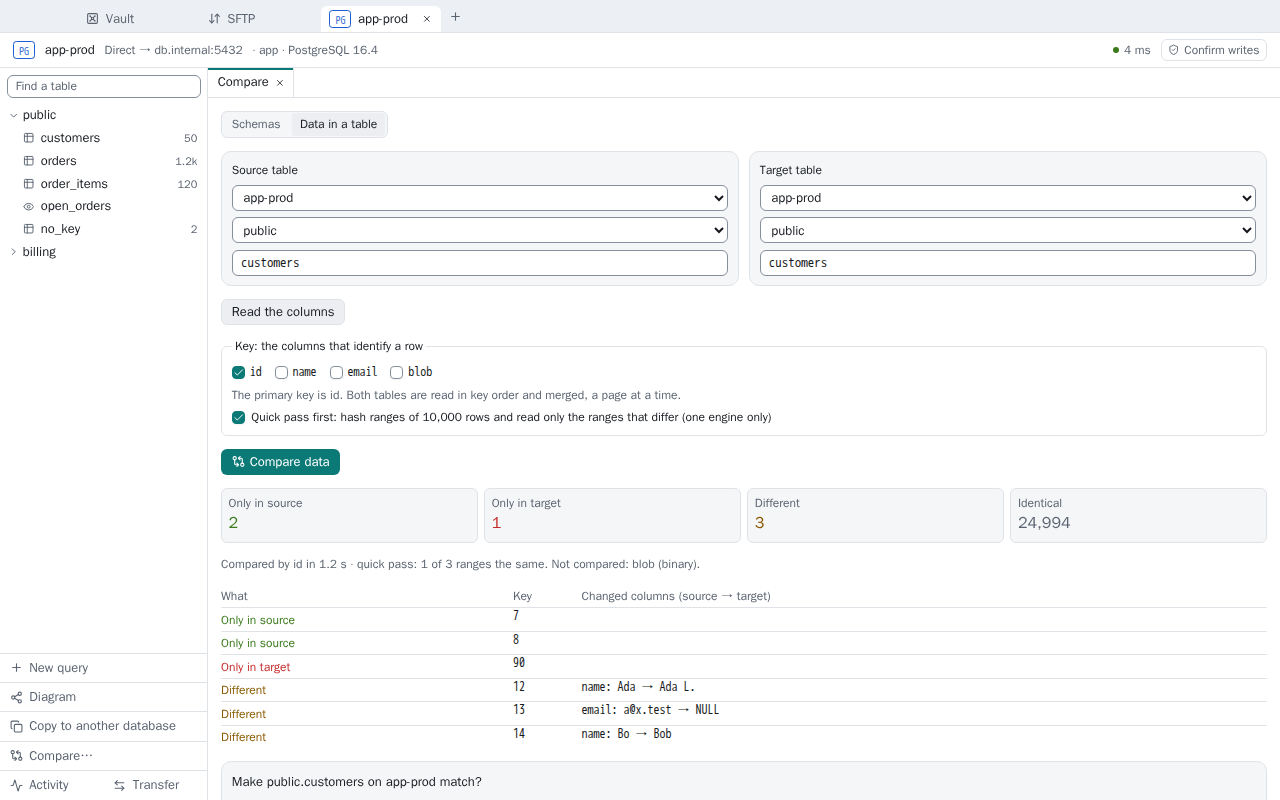 Vault
SFTP
PG app-prod ×
+
PG app-prod Direct → db.internal:5432 · app · PostgreSQL 16.4
4 ms
Confirm writes
Find a table
public
customers 50
orders 1.2k
order_items 120
open_orders
no_key 2
billing
New query
Diagram
Copy to another database
Compare···
Activity
Transfer
Compare ×
Schemas
Data in a table
Source table
app-prod
public
customers
Target table
app-prod
public
customers
Read the columns
Key: the columns that identify a row
id name email blob
The primary key is id. Both tables are read in key order and merged, a page at a time.
Quick pass first: hash ranges of 10,000 rows and read only the ranges that differ (one engine only)
Compare data
Only in source
2
Only in target
1
Different
3
Identical
24,994
Compared by id in 1.2 s · quick pass: 1 of 3 ranges the same. Not compared: blob (binary).
What Key Changed columns (source → target)
Only in source 7
Only in source 8
Only in target 90
Different 12 name: Ada → Ada L.
Different 13 email: a@x.test → NULL
Different 14 name: Bo → Bob
Make public.customers on app-prod match?